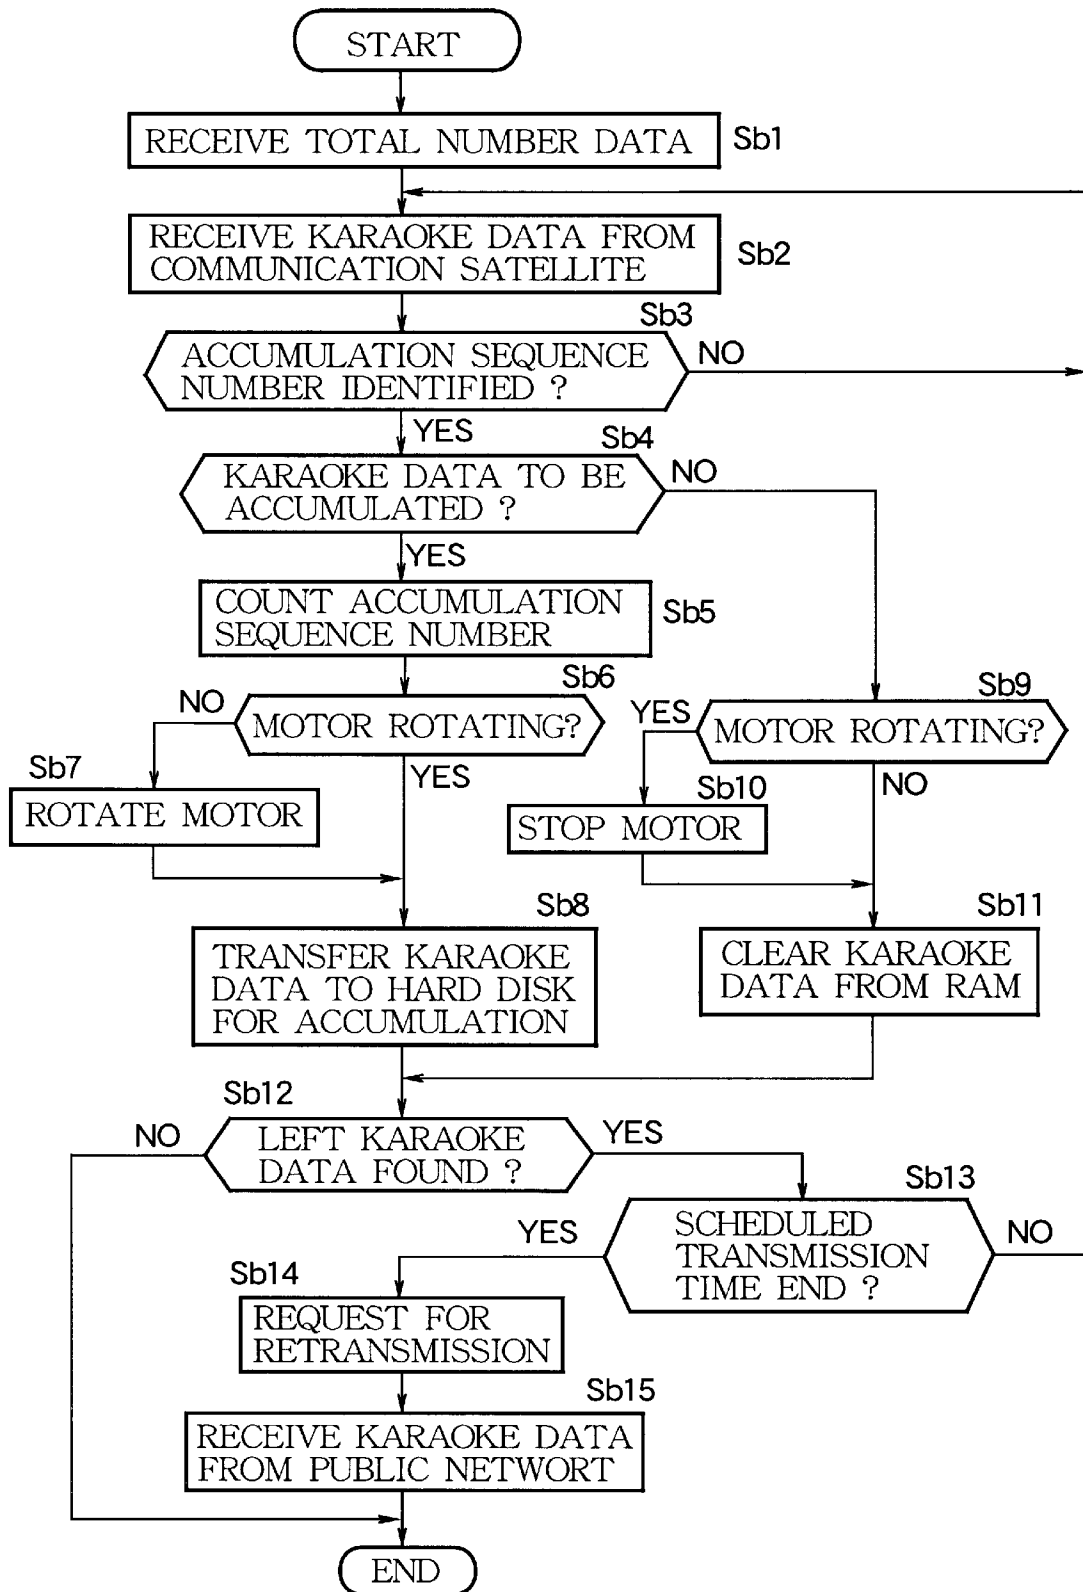 START
RECEIVE TOTAL NUMBER DATA
Sb1
RECEIVE KARAOKE DATA FROM
COMMUNICATION SATELLITE
Sb2
Sb3
ACCUMULATION SEQUENCE
NUMBER IDENTIFIED ?
NO
YES
Sb4
KARAOKE DATA TO BE
ACCUMULATED ?
NO
YES
COUNT ACCUMULATION
SEQUENCE NUMBER
Sb5
Sb6
NO
MOTOR ROTATING?
YES
Sb7
ROTATE MOTOR
Sb9
YES
MOTOR ROTATING?
NO
Sb10
STOP MOTOR
Sb8
TRANSFER KARAOKE
DATA TO HARD DISK
FOR ACCUMULATION
Sb11
CLEAR KARAOKE
DATA FROM RAM
Sb12
NO
LEFT KARAOKE
DATA FOUND ?
YES
Sb13
YES
SCHEDULED
TRANSMISSION
TIME END ?
NO
Sb14
REQUEST FOR
RETRANSMISSION
Sb15
RECEIVE KARAOKE DATA
FROM PUBLIC NETWORT
END